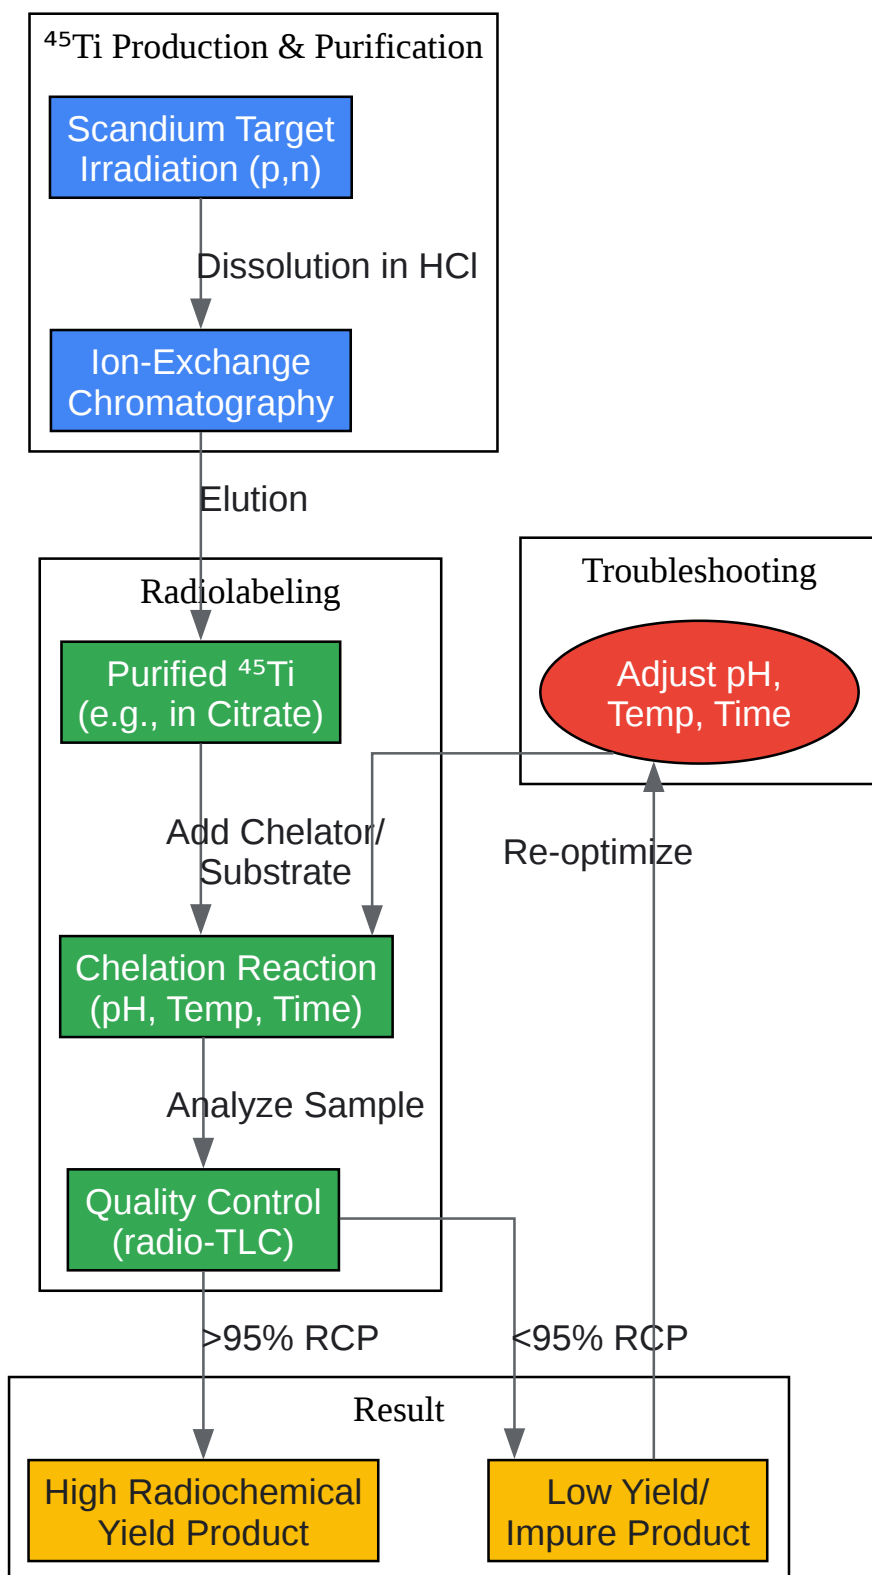 ⁴⁵Ti Production & Purification
Scandium Target
Irradiation (p,n)
Dissolution in HCl
Ion-Exchange
Chromatography
Elution
Radiolabeling
Purified ⁴⁵Ti
(e.g., in Citrate)
Troubleshooting
Adjust pH,
Temp, Time
Add Chelator/
Substrate
Re-optimize
Chelation Reaction
(pH, Temp, Time)
Analyze Sample
Quality Control
(radio-TLC)
>95% RCP
<95% RCP
Result
High Radiochemical
Yield Product
Low Yield/
Impure Product